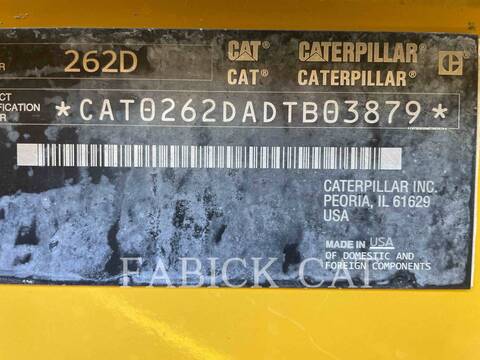 262D
CAT CATERPILLAR C
CAT® CATERPILLAR®
*CAT0262DADTB03879*
CATERPILLAR INC.
PEORIA, IL 61629
USA
MADE IN USA
OF DOMESTIC AND
FOREIGN COMPONENTS
FABICK CAT